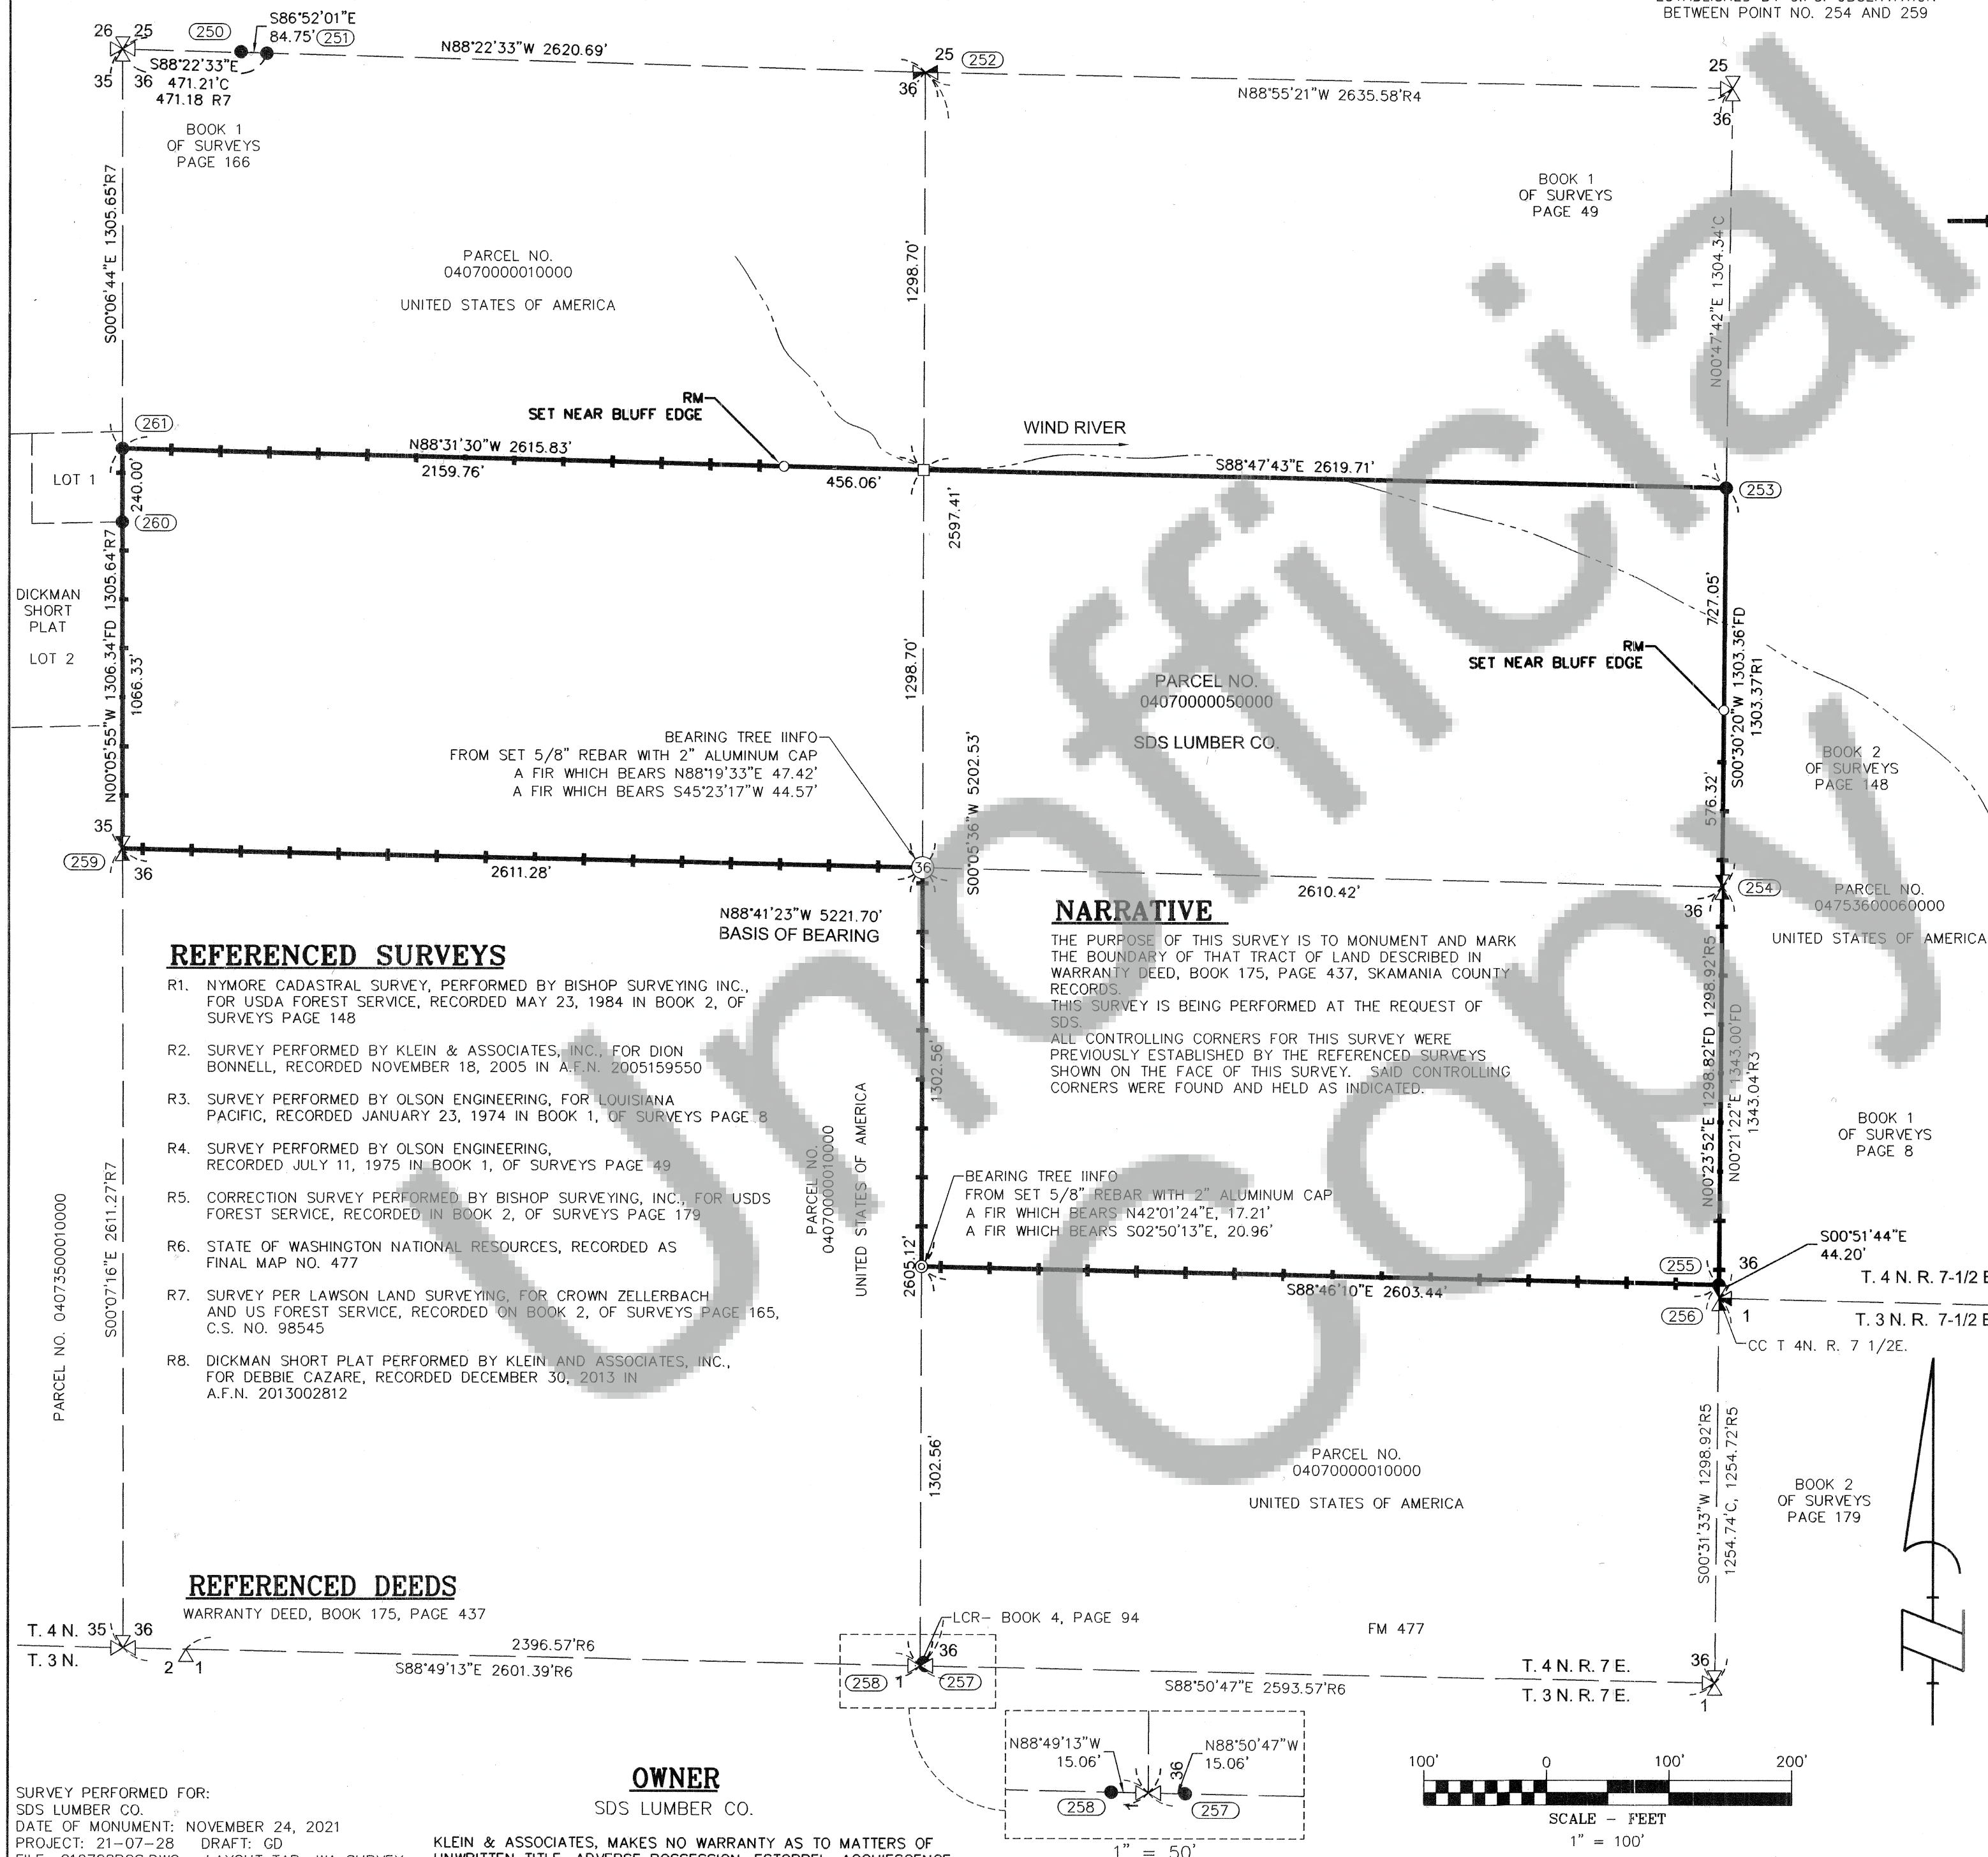 BETWEEN POINT NO. 254 AND 259
26 25
250
S86°52'01"E
84.75'
251
N88°22'33"W 2620.69'
25
252
25
35 36
S88°22'33"E
471.21'C
471.18 R7
36
N88°55'21"W 2635.58'R4
36
BOOK 1
OF SURVEYS
PAGE 166
BOOK 1
OF SURVEYS
PAGE 49
S00°06'44"E 1305.65'R7
PARCEL NO.
04070000010000
UNITED STATES OF AMERICA
1298.70'
N00°47'42"E 1304.34'C
RM
SET NEAR BLUFF EDGE
WIND RIVER
261
N88°31'30"W 2615.83'
2159.76'
456.06'
S88°47'43"E 2619.71'
253
LOT 1
240.00'
260
2597.41'
DICKMAN
SHORT
PLAT
LOT 2
N00°05'55"W 1306.34'FD 1305.64'R7
1066.33'
1298.70'
727.05'
RM
SET NEAR BLUFF EDGE
S00°30'20"W 1303.36'FD
1303.37'R1
PARCEL NO.
04070000050000
SDS LUMBER CO.
BEARING TREE IINFO
FROM SET 5/8" REBAR WITH 2" ALUMINUM CAP
A FIR WHICH BEARS N88°19'33"E 47.42'
A FIR WHICH BEARS S45°23'17"W 44.57'
S00°05'36"W 5202.53'
576.32'
BOOK 2
OF SURVEYS
PAGE 148
35
259
36
2611.28'
36
2610.42'
254
36
PARCEL NO.
04753600060000
UNITED STATES OF AMERICA
N88°41'23"W 5221.70'
BASIS OF BEARING
NARRATIVE
THE PURPOSE OF THIS SURVEY IS TO MONUMENT AND MARK
THE BOUNDARY OF THAT TRACT OF LAND DESCRIBED IN
WARRANTY DEED, BOOK 175, PAGE 437, SKAMANIA COUNTY
RECORDS.
THIS SURVEY IS BEING PERFORMED AT THE REQUEST OF
SDS.
ALL CONTROLLING CORNERS FOR THIS SURVEY WERE
PREVIOUSLY ESTABLISHED BY THE REFERENCED SURVEYS
SHOWN ON THE FACE OF THIS SURVEY. SAID CONTROLLING
CORNERS WERE FOUND AND HELD AS INDICATED.
REFERENCED SURVEYS
R1. NYMORE CADASTRAL SURVEY, PERFORMED BY BISHOP SURVEYING INC.,
FOR USDA FOREST SERVICE, RECORDED MAY 23, 1984 IN BOOK 2, OF
SURVEYS PAGE 148
R2. SURVEY PERFORMED BY KLEIN & ASSOCIATES, INC., FOR DION
BONNELL, RECORDED NOVEMBER 18, 2005 IN A.F.N. 2005159550
R3. SURVEY PERFORMED BY OLSON ENGINEERING, FOR LOUISIANA
PACIFIC, RECORDED JANUARY 23, 1974 IN BOOK 1, OF SURVEYS PAGE 8
R4. SURVEY PERFORMED BY OLSON ENGINEERING,
RECORDED JULY 11, 1975 IN BOOK 1, OF SURVEYS PAGE 49
R5. CORRECTION SURVEY PERFORMED BY BISHOP SURVEYING, INC., FOR USDS
FOREST SERVICE, RECORDED IN BOOK 2, OF SURVEYS PAGE 179
R6. STATE OF WASHINGTON NATIONAL RESOURCES, RECORDED AS
FINAL MAP NO. 477
R7. SURVEY PER LAWSON LAND SURVEYING, FOR CROWN ZELLERBACH
AND US FOREST SERVICE, RECORDED ON BOOK 2, OF SURVEYS PAGE 165,
C.S. NO. 98545
R8. DICKMAN SHORT PLAT PERFORMED BY KLEIN AND ASSOCIATES, INC.,
FOR DEBBIE CAZARE, RECORDED DECEMBER 30, 2013 IN
A.F.N. 2013002812
PARCEL NO. 04073500010000
S00°07'16"E 2611.27'R7
PARCEL NO.
04070000010000
UNITED STATES OF AMERICA
1302.56'
2605.12'
N00°23'52"E 1298.82'FD 1298.92'R5
N00°21'22"E 1343.00'FD
1343.04'R3
BOOK 1
OF SURVEYS
PAGE 8
BEARING TREE IINFO
FROM SET 5/8" REBAR WITH 2" ALUMINUM CAP
A FIR WHICH BEARS N42°01'24"E, 17.21'
A FIR WHICH BEARS S02°50'13"E, 20.96'
S88°46'10"E 2603.44'
S00°51'44"E
44.20'
255
36
T. 4 N. R. 7-1/2 E
256
1
T. 3 N. R. 7-1/2 E
CC T 4N. R. 7 1/2E.
1302.56'
PARCEL NO.
04070000010000
UNITED STATES OF AMERICA
S00°31'33"W 1298.92'R5
1254.74'C, 1254.72'R5
BOOK 2
OF SURVEYS
PAGE 179
REFERENCED DEEDS
WARRANTY DEED, BOOK 175, PAGE 437
T. 4 N. 35 36
T. 3 N.
2 1
2396.57'R6
S88°49'13"E 2601.39'R6
LCR- BOOK 4, PAGE 94
36
258 1 257
FM 477
S88°50'47"E 2593.57'R6
T. 4 N. R. 7 E.
T. 3 N. R. 7 E.
36
1
N88°49'13"W
15.06'
N88°50'47"W
15.06'
36
258
257
1" = 50'
100' 0 100' 200'
SCALE - FEET
1" = 100'
OWNER
SDS LUMBER CO.
SURVEY PERFORMED FOR:
SDS LUMBER CO.
DATE OF MONUMENT: NOVEMBER 24, 2021
PROJECT: 21-07-28 DRAFT: GD
KLEIN & ASSOCIATES, MAKES NO WARRANTY AS TO MATTERS OF
Unofficial
Copy